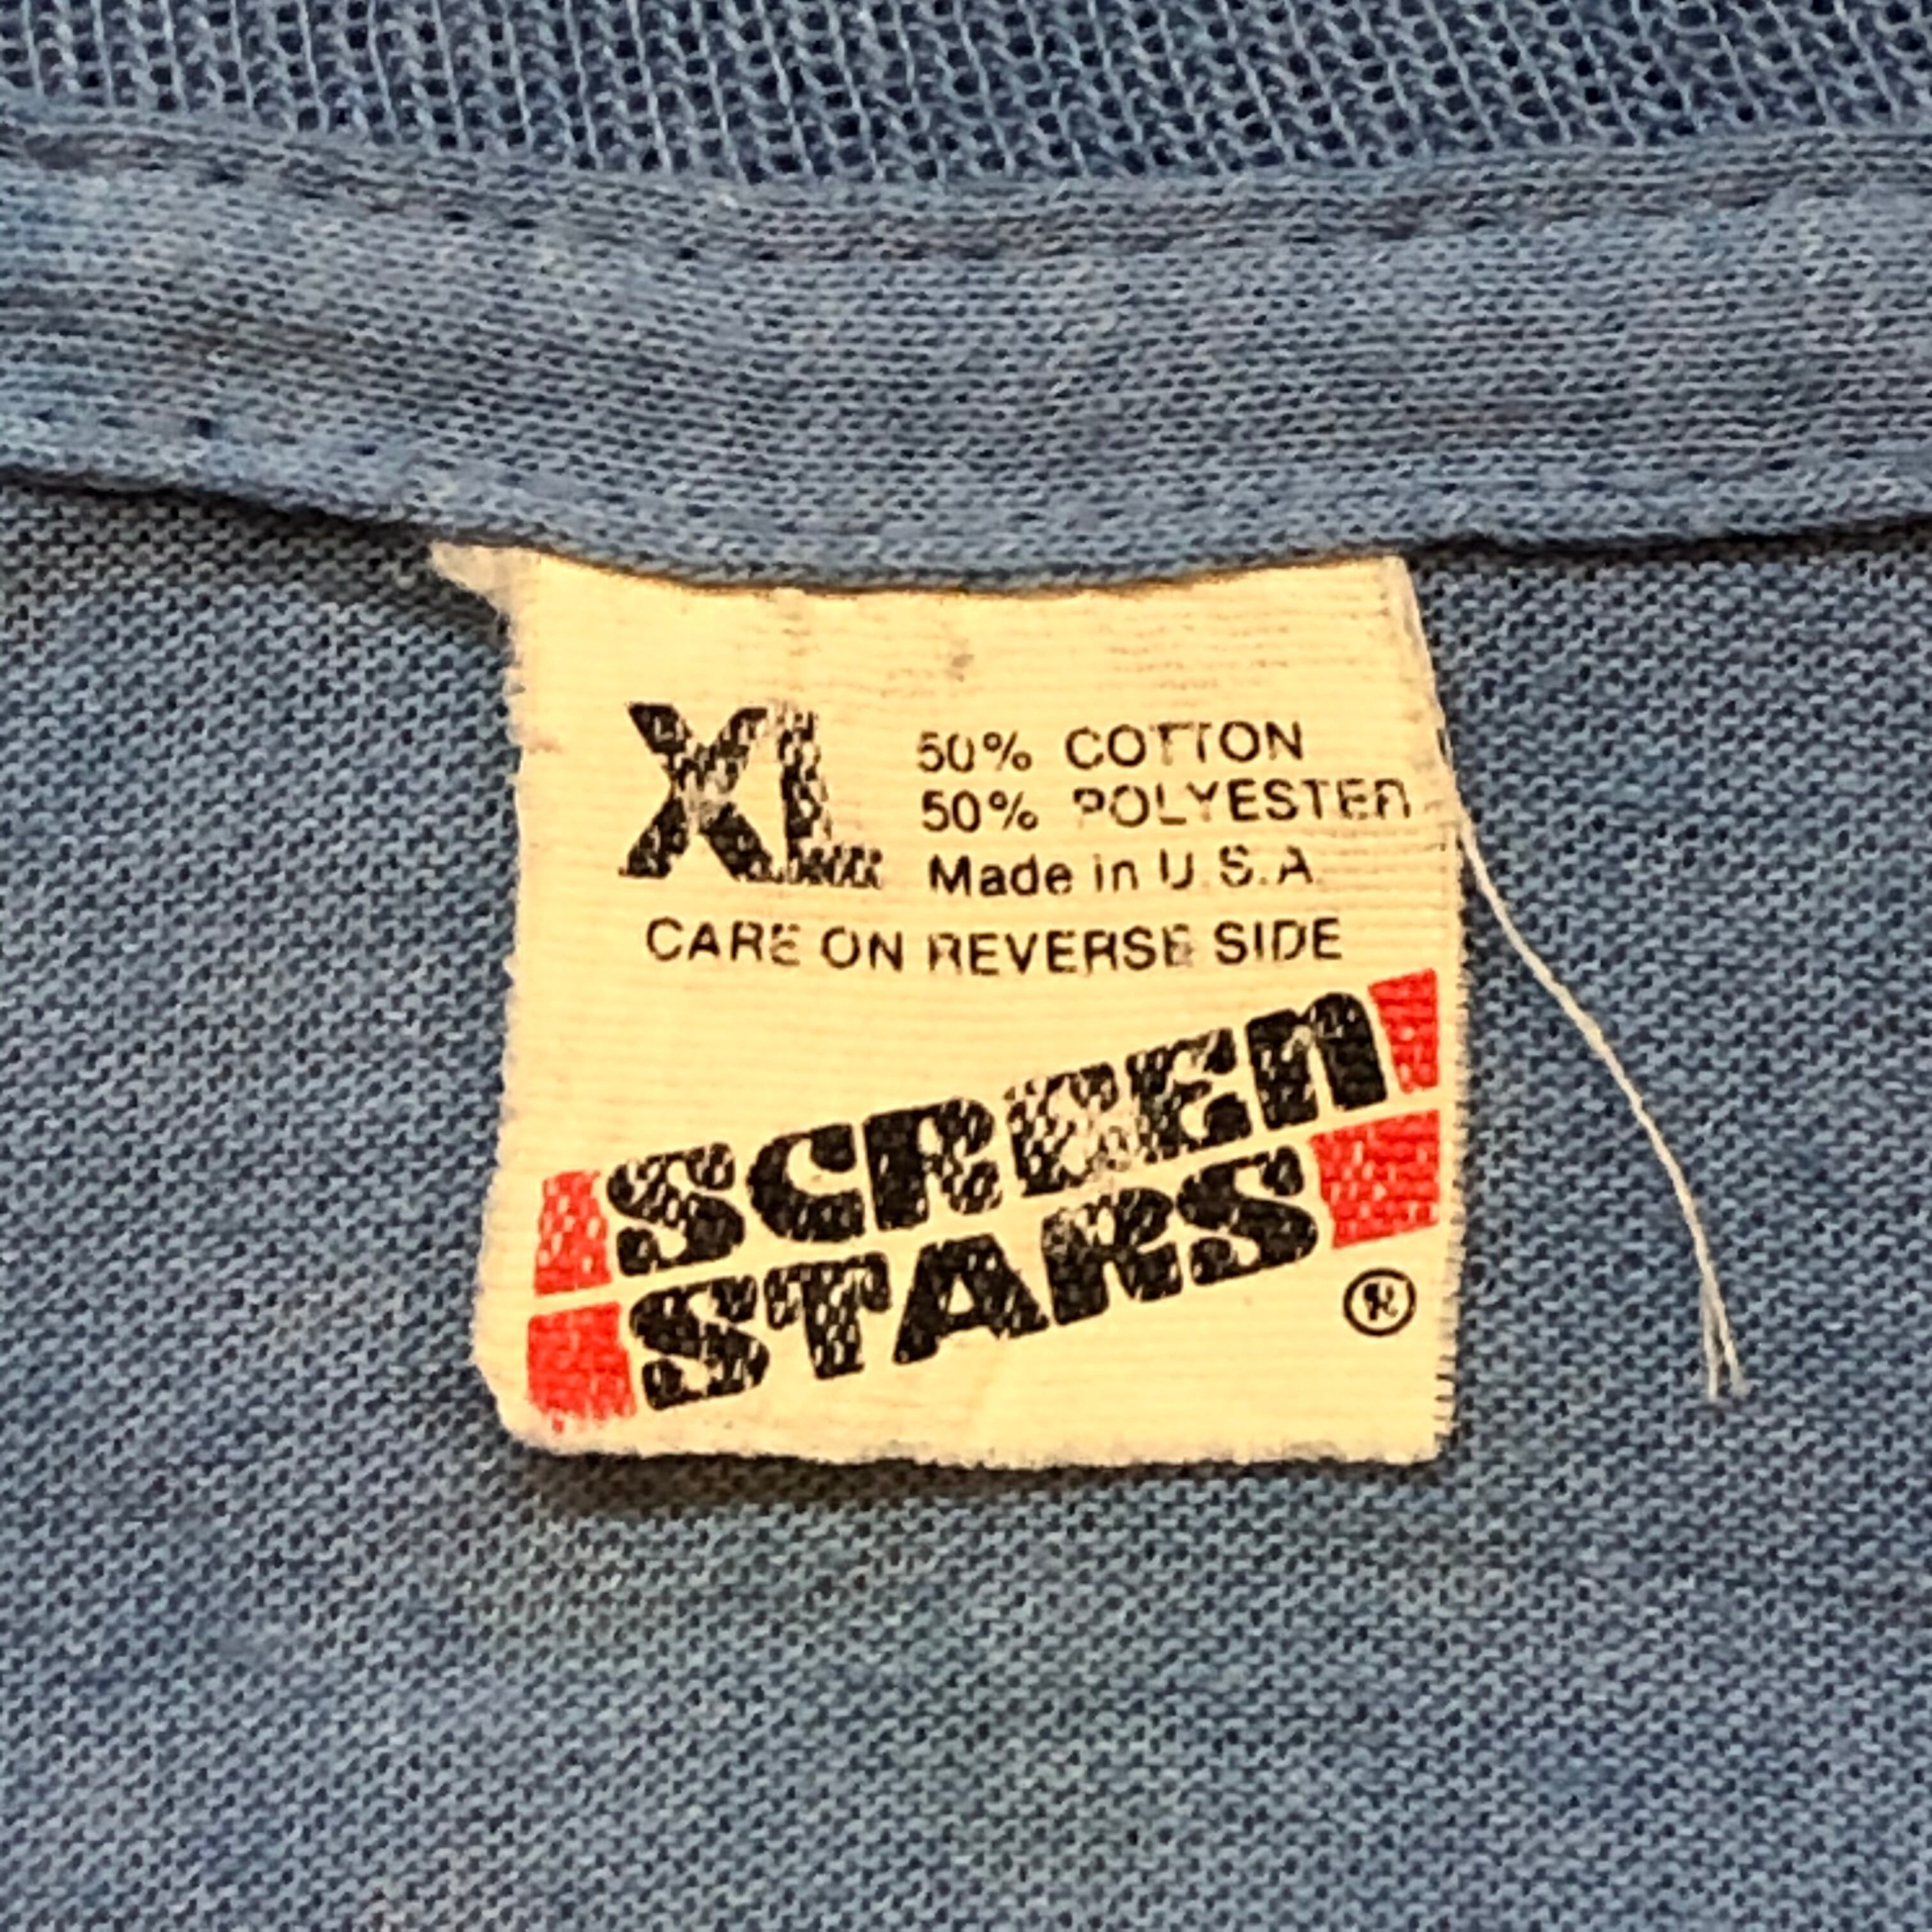 XL
50% COTTON
50% POLYESTER
Made in U.S.A.
CARE ON REVERSE SIDE
SCREEN
STARS
®